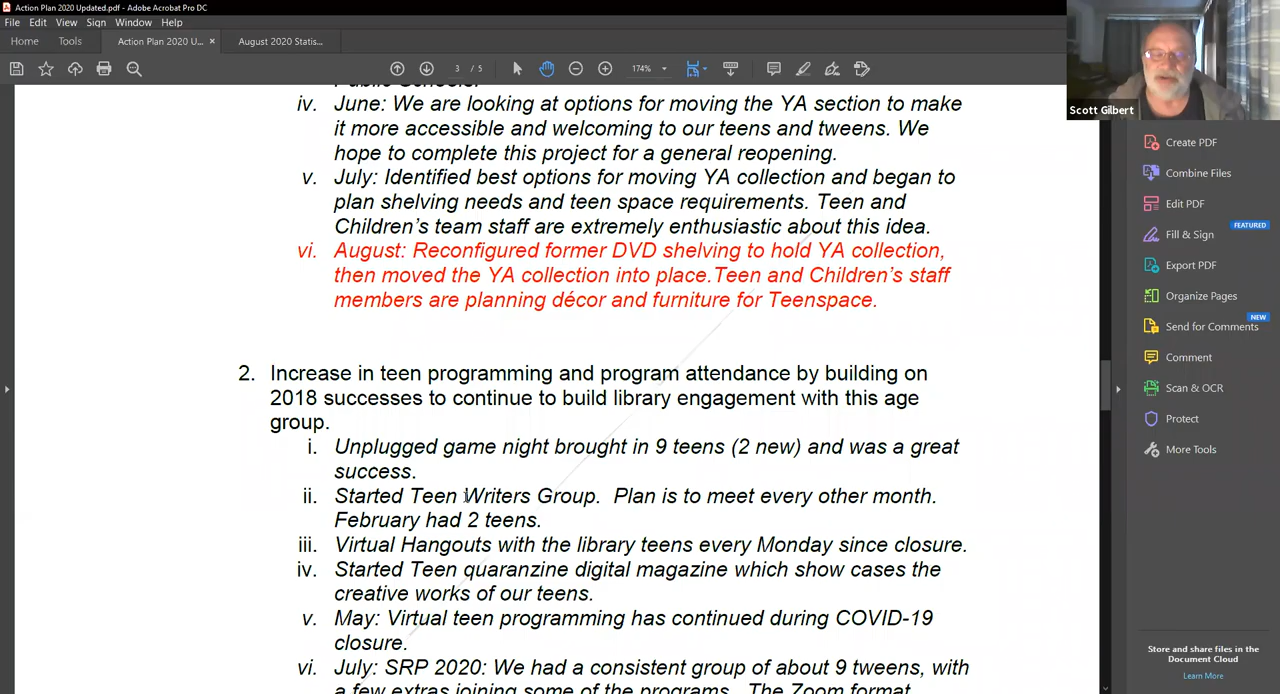 Action Plan 2020 Updated.pdf - Adobe Acrobat Pro DC
File Edit View Sign Window Help
Home Tools Action Plan 2020 U... × August 2020 Statis...
3 / 5 174%
iv. June: We are looking at options for moving the YA section to make
it more accessible and welcoming to our teens and tweens. We
hope to complete this project for a general reopening.
v. July: Identified best options for moving YA collection and began to
plan shelving needs and teen space requirements. Teen and
Children's team staff are extremely enthusiastic about this idea.
vi. August: Reconfigured former DVD shelving to hold YA collection,
then moved the YA collection into place.Teen and Children's staff
members are planning décor and furniture for Teenspace.
2. Increase in teen programming and program attendance by building on
2018 successes to continue to build library engagement with this age
group.
i. Unplugged game night brought in 9 teens (2 new) and was a great
success.
ii. Started Teen Writers Group. Plan is to meet every other month.
February had 2 teens.
iii. Virtual Hangouts with the library teens every Monday since closure.
iv. Started Teen quaranzine digital magazine which show cases the
creative works of our teens.
v. May: Virtual teen programming has continued during COVID-19
closure.
vi. July: SRP 2020: We had a consistent group of about 9 tweens, with
a few extras joining some of the programs. The Zoom format
Scott Gilbert
Create PDF
Combine Files
Edit PDF
FEATURED
Fill & Sign
Export PDF
Organize Pages
NEW
Send for Comments
Comment
Scan & OCR
Protect
More Tools
Store and share files in the
Document Cloud
Learn More